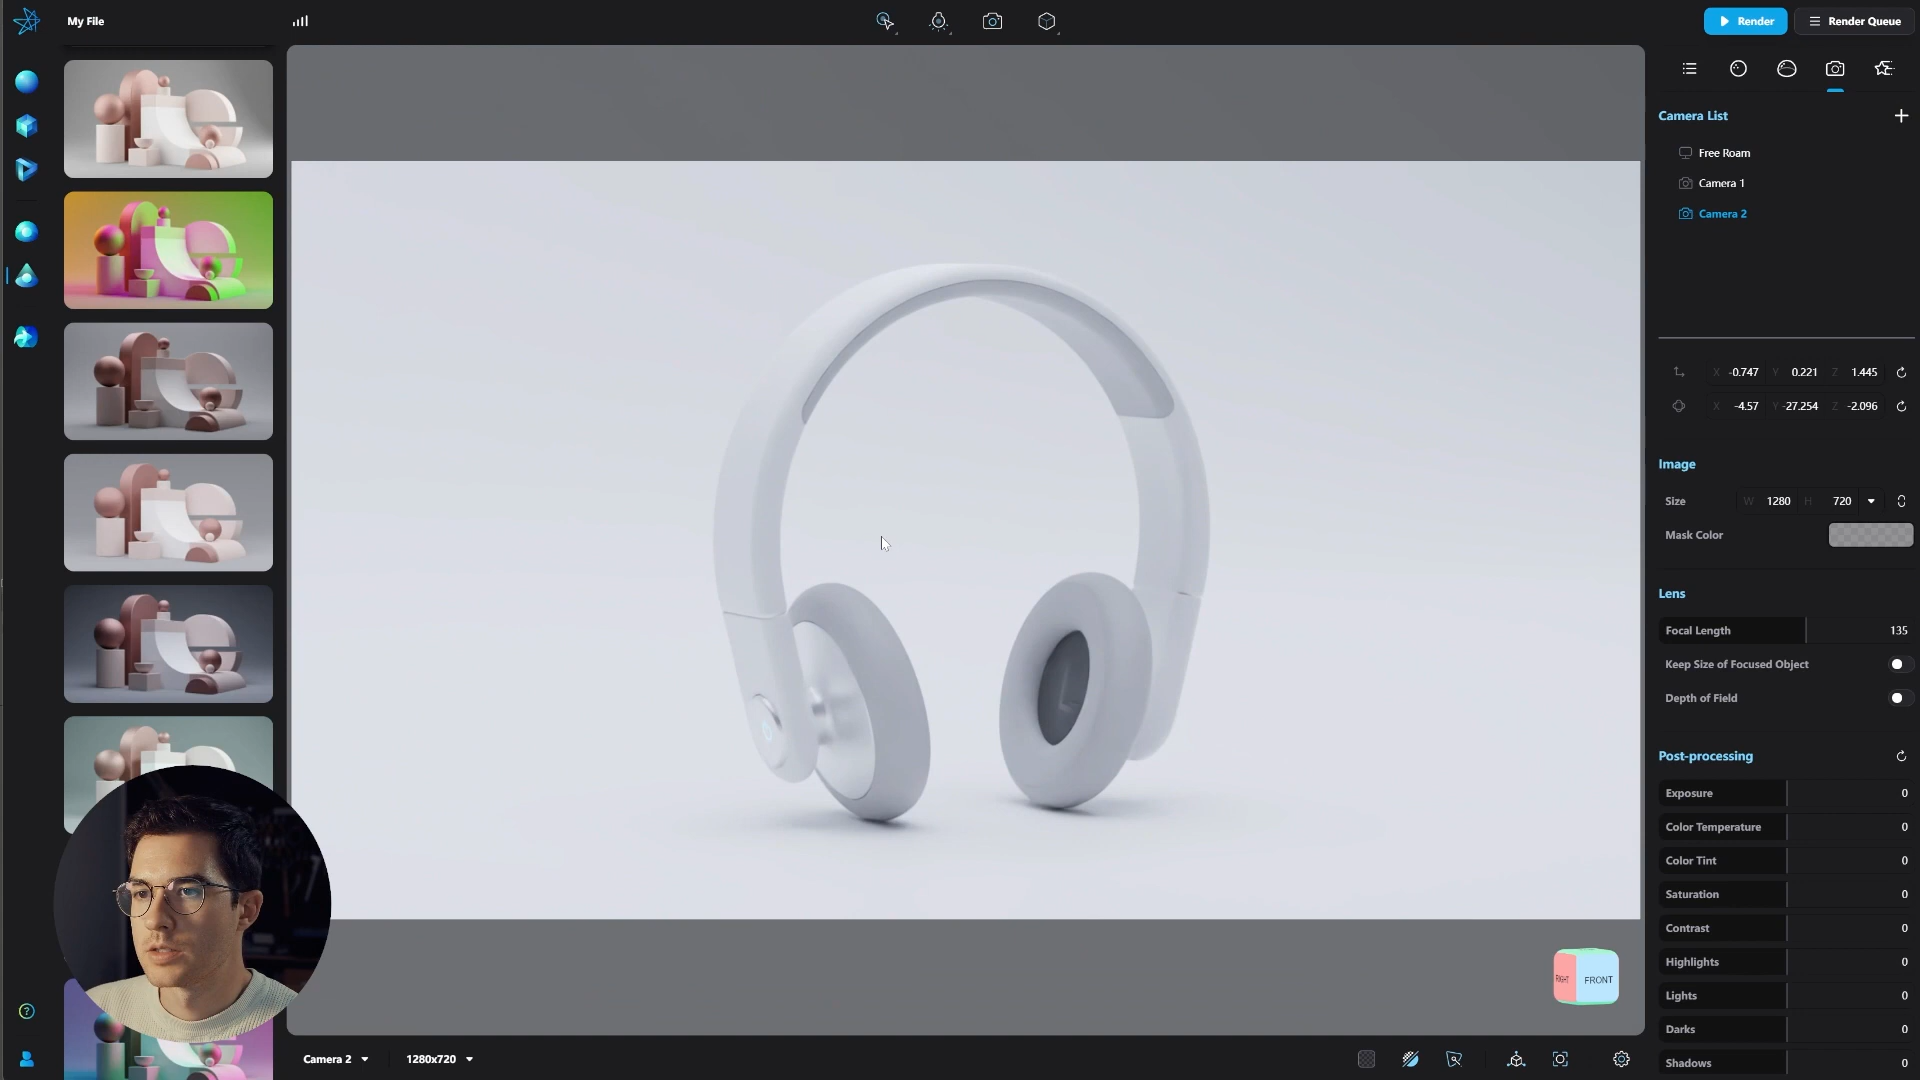 My File
Render
Render Queue
Camera List
Free Roam
Camera 1
Camera 2
X -0.747 Y 0.221 Z 1.445
X -4.57 Y -27.254 Z -2.096
Image
Size W 1280 H 720
Mask Color
Lens
Focal Length 135
Keep Size of Focused Object
Depth of Field
Post-processing
Exposure 0
Color Temperature 0
Color Tint 0
Saturation 0
Contrast 0
Highlights 0
Lights 0
Darks 0
Shadows 0
RIGHT FRONT
Camera 2 1280x720